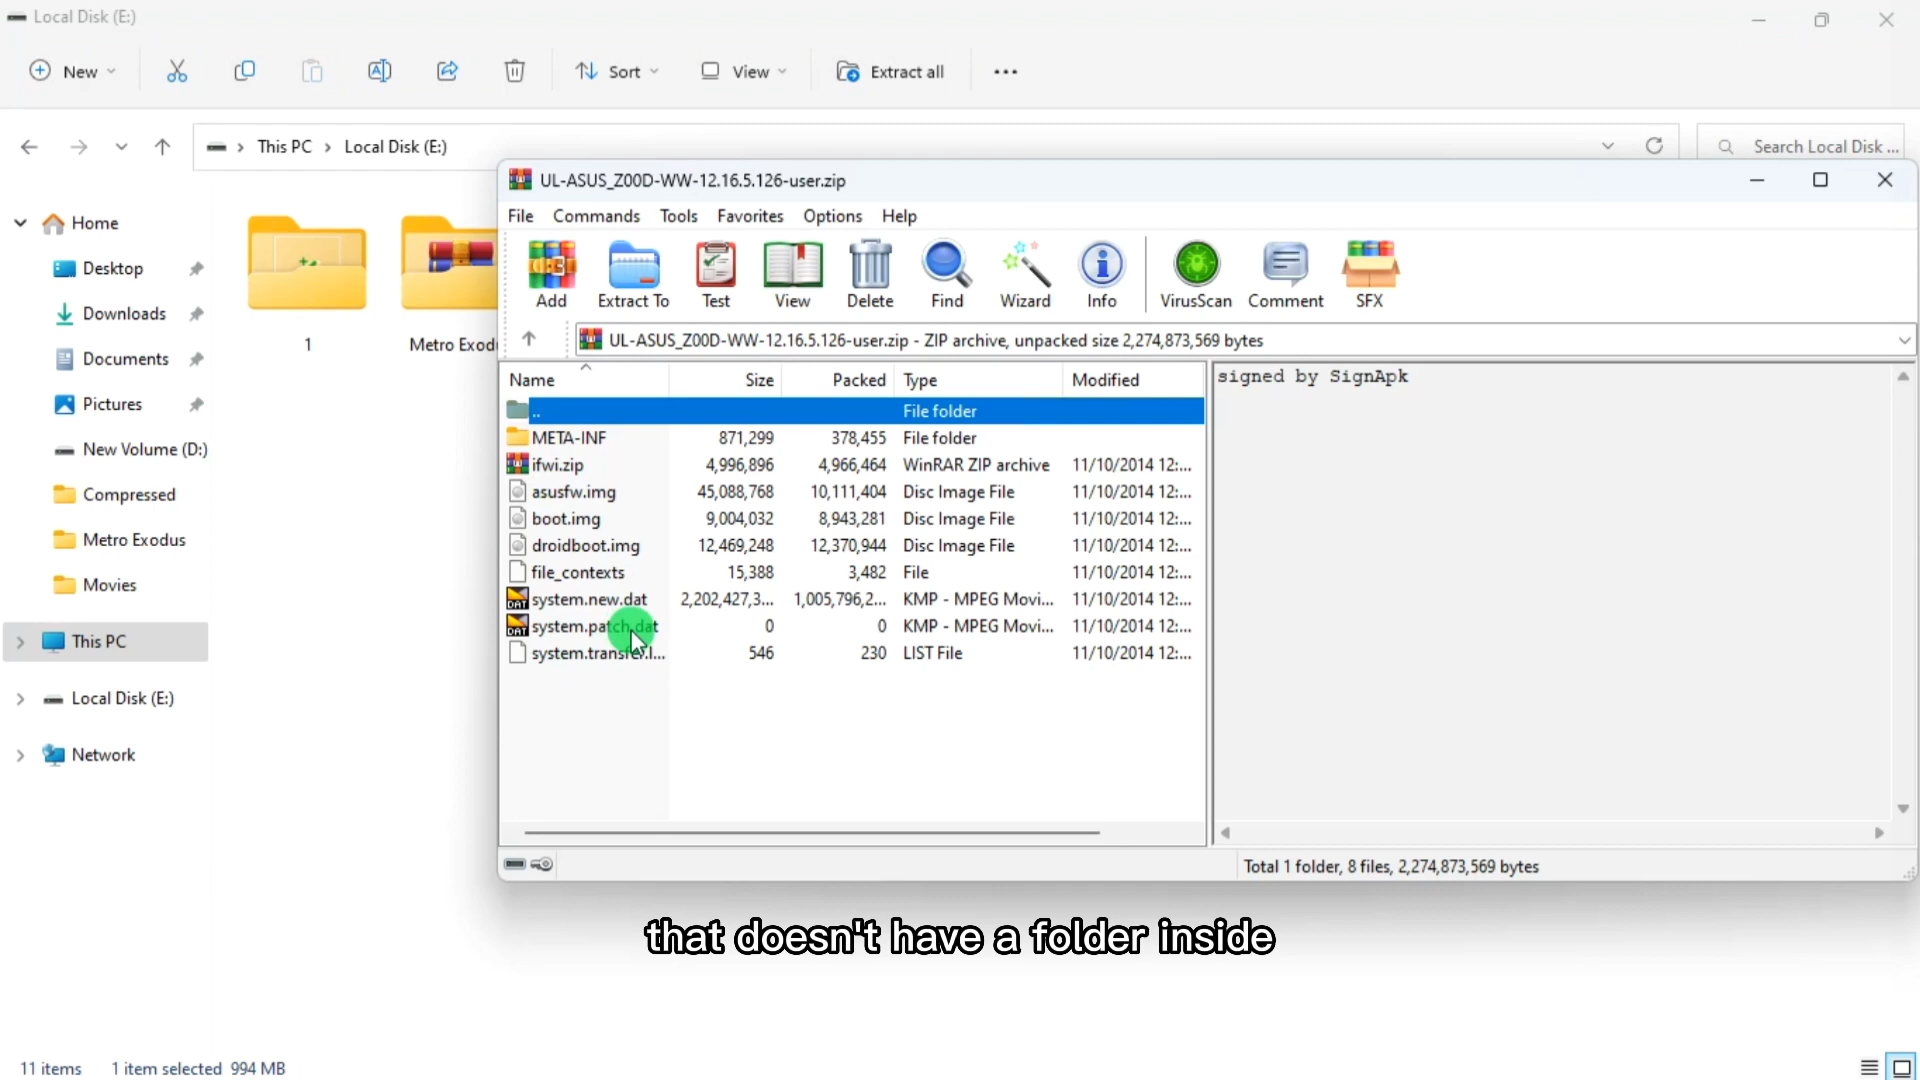 Local Disk (E:)
New
Sort
View
Extract all
This PC > Local Disk (E:)
Search Local Disk ...
Home
Desktop
Downloads
Documents
Pictures
New Volume (D:)
Compressed
Metro Exodus
Movies
This PC
Local Disk (E:)
Network
1
Metro Exod
UL-ASUS_Z00D-WW-12.16.5.126-user.zip
File Commands Tools Favorites Options Help
Add Extract To Test View Delete Find Wizard Info VirusScan Comment SFX
UL-ASUS_Z00D-WW-12.16.5.126-user.zip - ZIP archive, unpacked size 2,274,873,569 bytes
Name Size Packed Type Modified
.. File folder
META-INF 871,299 378,455 File folder
ifwi.zip 4,996,896 4,966,464 WinRAR ZIP archive 11/10/2014 12:...
asusfw.img 45,088,768 10,111,404 Disc Image File 11/10/2014 12:...
boot.img 9,004,032 8,943,281 Disc Image File 11/10/2014 12:...
droidboot.img 12,469,248 12,370,944 Disc Image File 11/10/2014 12:...
file_contexts 15,388 3,482 File 11/10/2014 12:...
DAT system.new.dat 2,202,427,3... 1,005,796,2... KMP - MPEG Movi... 11/10/2014 12:...
DAT system.patch.dat 0 0 KMP - MPEG Movi... 11/10/2014 12:...
system.transfer.l... 546 230 LIST File 11/10/2014 12:...
signed by SignApk
Total 1 folder, 8 files, 2,274,873,569 bytes
that doesn't have a folder inside
11 items 1 item selected 994 MB